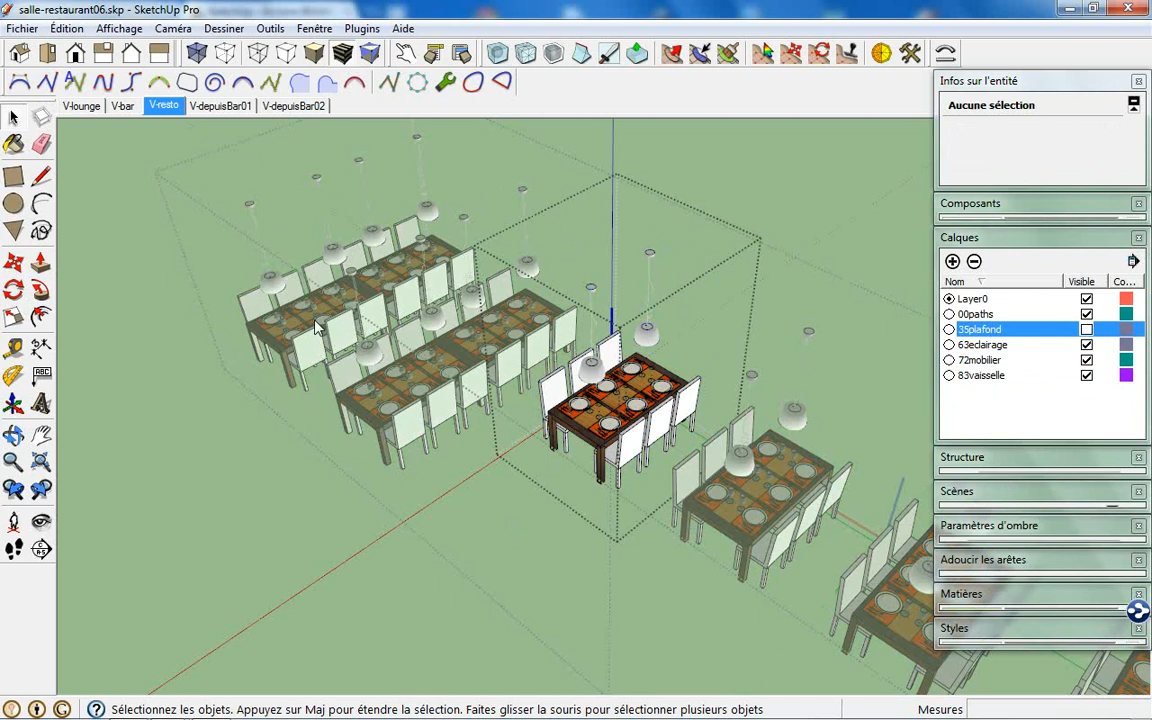 salle-restaurant06.skp - SketchUp Pro
Fichier Édition Affichage Caméra Dessiner Outils Fenêtre Plugins Aide
V-lounge V-bar V-resto V-depuisBar01 V-depuisBar02
Infos sur l'entité
Aucune sélection
Composants
Calques
Nom Visible Co...
Layer0
00paths
35plafond
63eclairage
72mobilier
83vaisselle
Structure
Scènes
Paramètres d'ombre
Adoucir les arêtes
Matières
Styles
ABC
A
Sélectionnez les objets. Appuyez sur Maj pour étendre la sélection. Faites glisser la souris pour sélectionner plusieurs objets Mesures